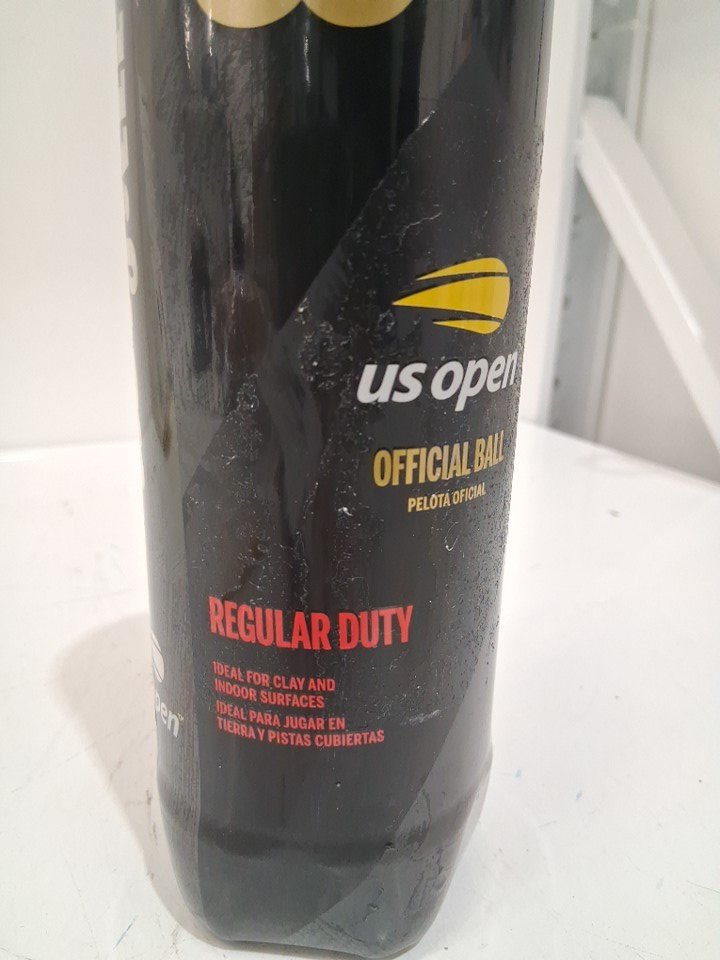 us open
OFFICIAL BALL
PELOTA OFICIAL
REGULAR DUTY
IDEAL FOR CLAY AND
INDOOR SURFACES
IDEAL PARA JUGAR EN
TIERRA Y PISTAS CUBIERTAS
pen